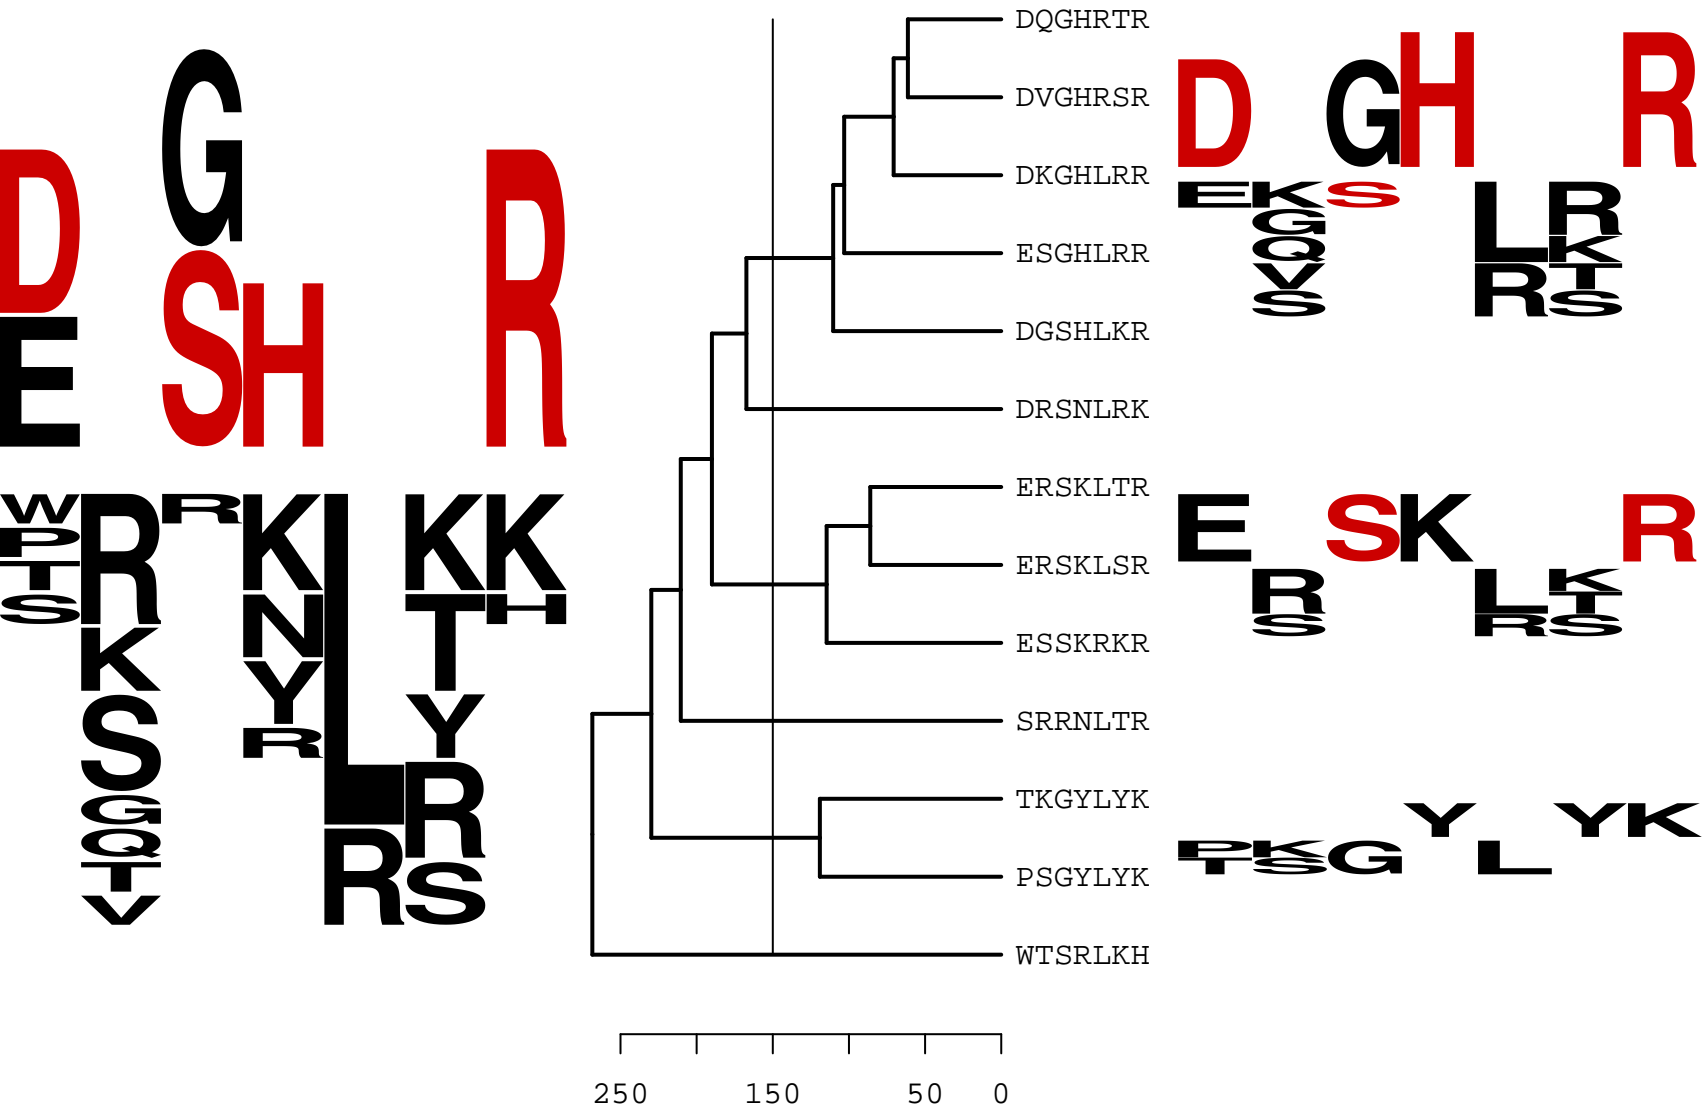 D G S H R
E
W R R K L K K
P K N T H
T S Y Y
S G R R R
Q S
T
V
DQGHRTR
DVGHRSR
DKGHLRR
ESGHLRR
DGSHLKR
DRSNLRK
ERSKLTR
ERSKLSR
ESSKRKR
SRRNLTR
TKGYLYK
PSGYLYK
WTSRLKH
250 150 50 0
D G H R
E K S L R
G K
Q R T
V S
S
E S K R
R L K
S R T
S
Y Y K
P K G L
T S